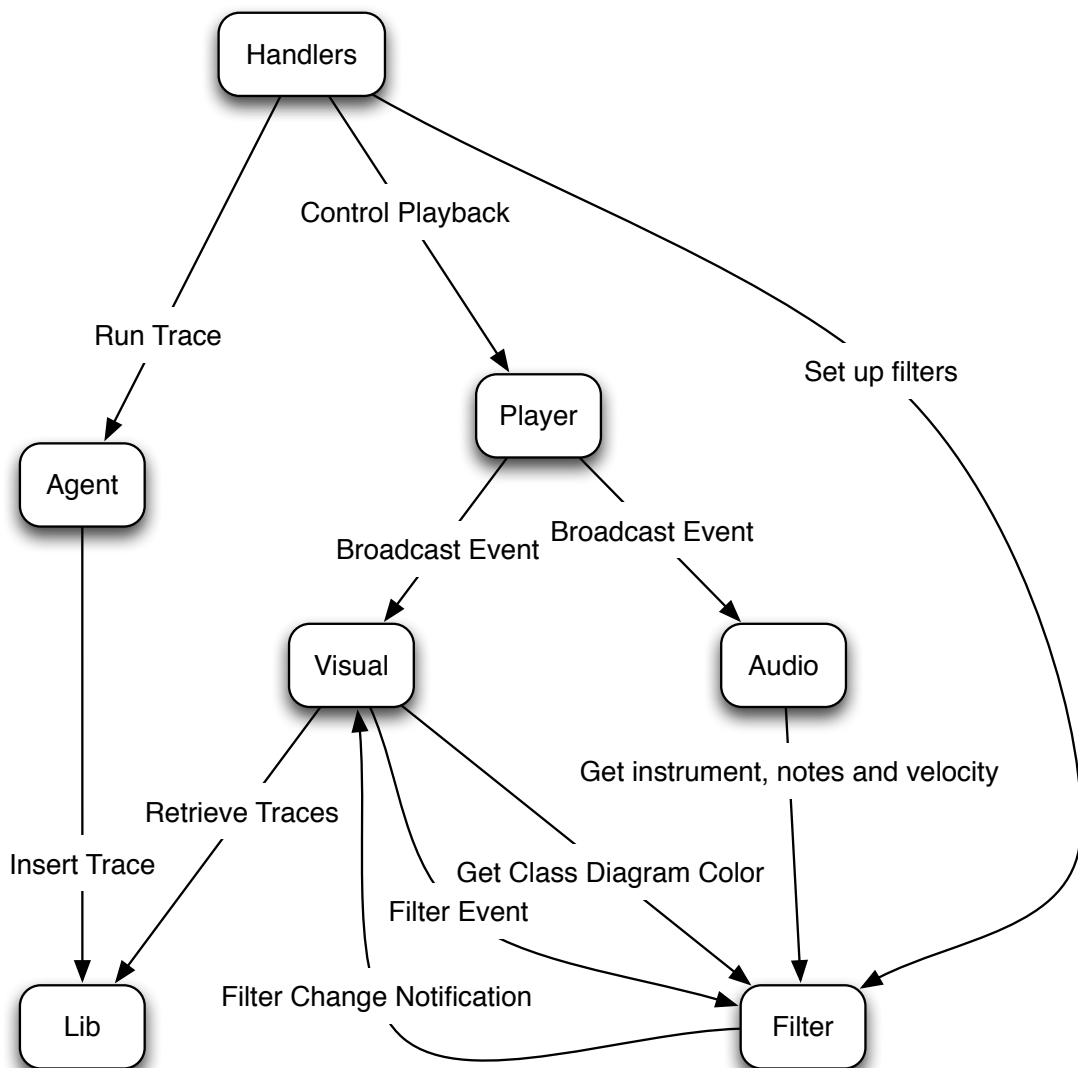 Handlers
Control Playback
Run Trace
Set up filters
Player
Agent
Broadcast Event
Broadcast Event
Visual
Audio
Get instrument, notes and velocity
Retrieve Traces
Insert Trace
Get Class Diagram Color
Filter Event
Filter Change Notification
Lib
Filter